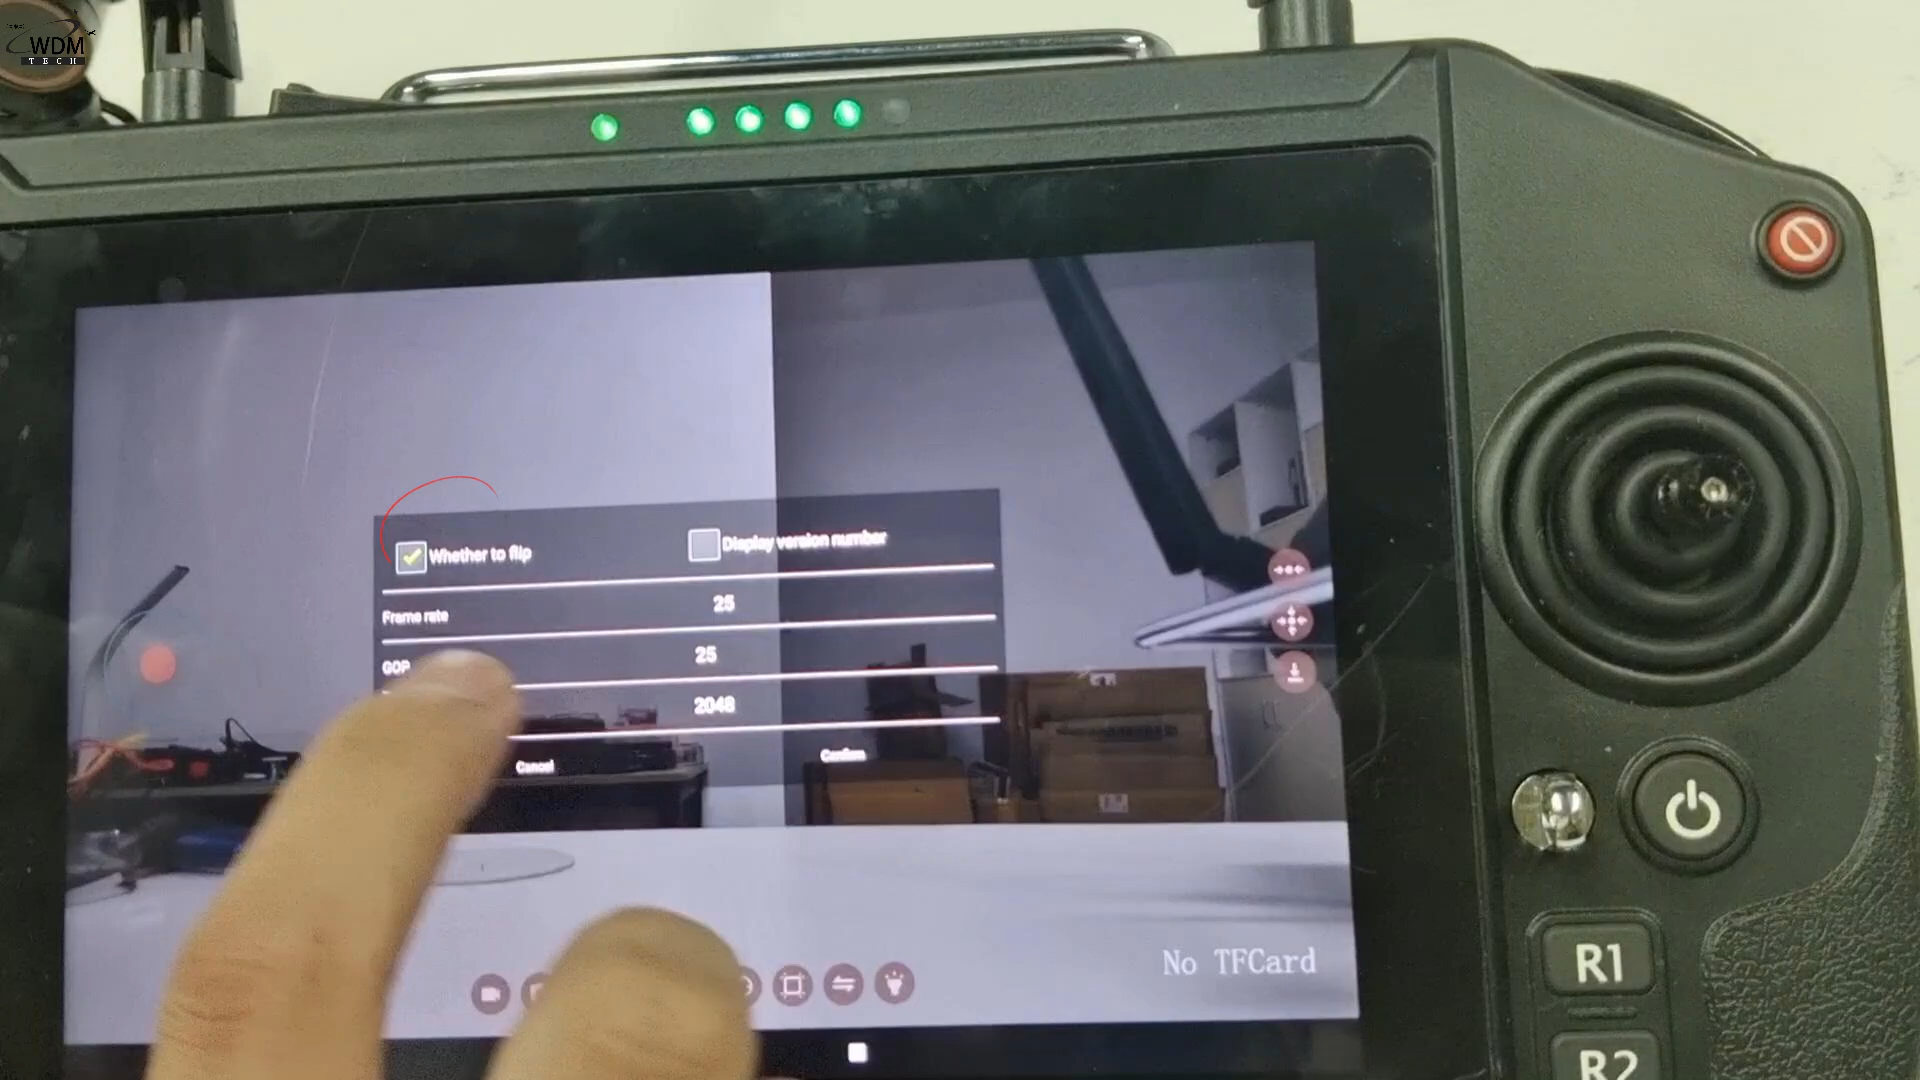 WDM
TECH
Whether to flip
Display version number
Frame rate
25
GOP
25
2048
Cancel
Confirm
No TFCard
R1
R2